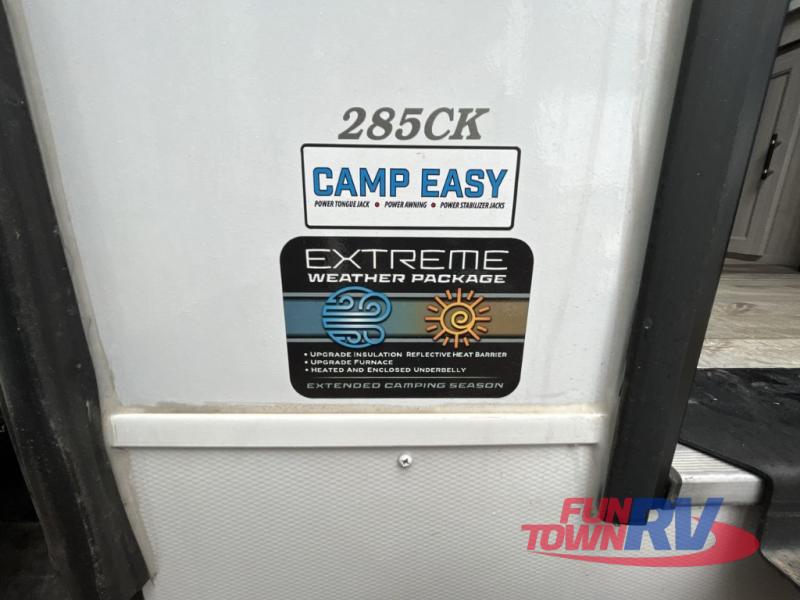 285CK
CAMP EASY
POWER TONGUE JACK • POWER AWNING • POWER STABILIZER JACKS
EXTREME
WEATHER PACKAGE
• UPGRADE INSULATION REFLECTIVE HEAT BARRIER
• UPGRADE FURNACE
• HEATED AND ENCLOSED UNDERBELLY
EXTENDED CAMPING SEASON
FUN
TOWN RV